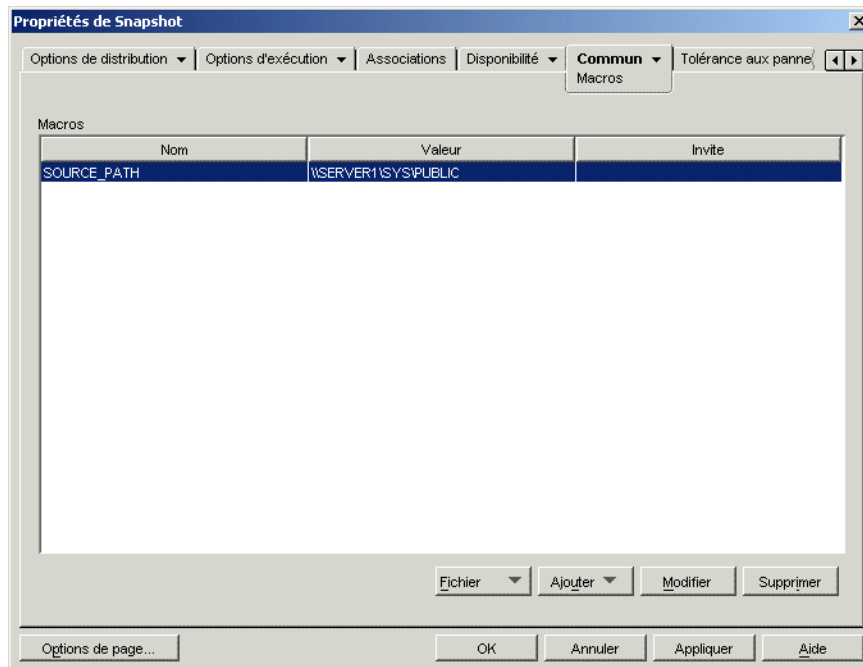 Propriétés de Snapshot
Options de distribution Options d'exécution Associations Disponibilité Commun Tolérance aux panne
Macros
Macros
Nom Valeur Invite
SOURCE_PATH \\SERVER1\SYS\PUBLIC
Fichier Ajouter Modifier Supprimer
Options de page... OK Annuler Appliquer Aide